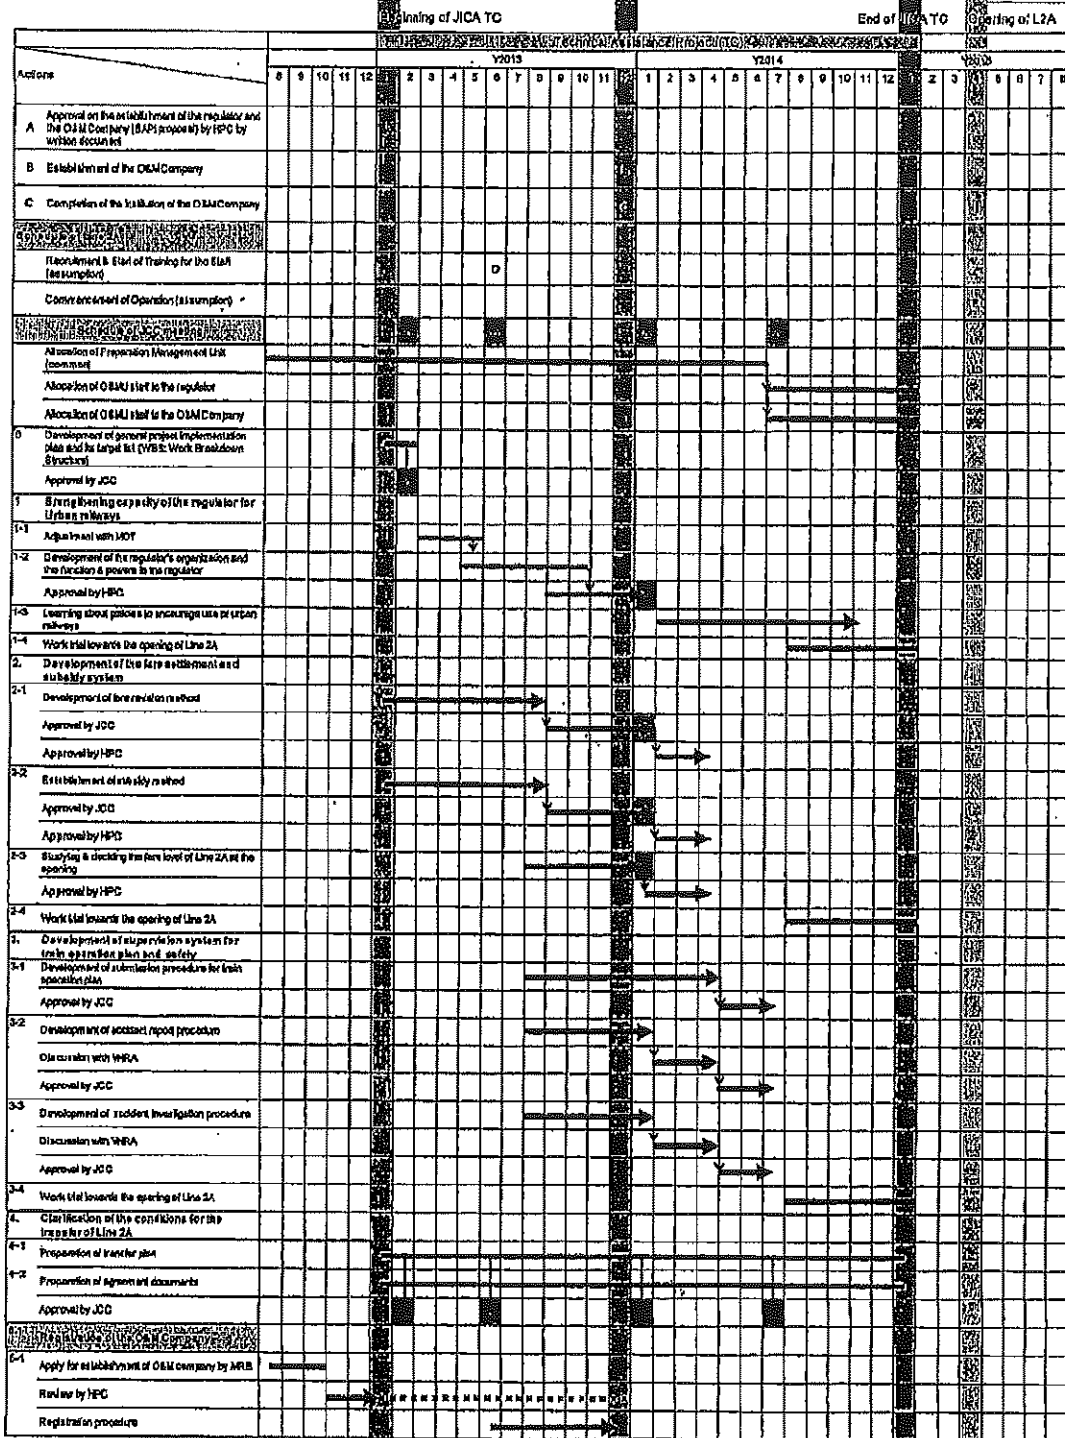 Beginning of JICA TC
End of JICA TC
Opening of L2A
Technical Assistance Project (TC)
Actions
Y2013
Y2014
8 9 10 11 12 2 3 4 5 6 7 8 9 10 11 1 2 3 4 5 6 7 8 9 10 11 12 2 3 5 6 7 8
A Approval on the establishment of the regulator and the O&M Company (SAPI proposal) by HPC by written document
B Establishment of the O&M Company
C Completion of the institution of the O&M Company
Recruitment & Start of Training for the Staff (assumption)
D
Commencement of Operation (assumption)
Schedule of JCC meeting
Allocation of Preparation Management Unit (common)
Allocation of OSMU staff to the regulator
Allocation of OSMU staff to the O&M Company
0 Development of general project implementation plan and its target list (WBS: Work Breakdown Structure)
Approval by JCC
1 Strengthening capacity of the regulator for Urban railways
1-1 Adjustment with MOT
1-2 Development of the regulator's organization and the function & powers to the regulator
Approval by HPC
1-3 Learning about policies to encourage use of urban railways
1-4 Work trial towards the opening of Line 2A
2. Development of the fare settlement and subsidy system
2-1 Development of fare revision method
Approval by JCC
Approval by HPC
2-2 Establishment of subsidy method
Approval by JCC
Approval by HPC
2-3 Studying & deciding the fare level of Line 2A at the opening
Approval by HPC
2-4 Work trial towards the opening of Line 2A
3. Development of supervision system for train operation plan and safety
3-1 Development of submission procedure for train operation plan
Approval by JCC
3-2 Development of accident report procedure
Discussion with VNRA
Approval by JCC
3-3 Development of accident investigation procedure
Discussion with VNRA
Approval by JCC
3-4 Work trial towards the opening of Line 2A
4. Clarification of the conditions for the transfer of Line 2A
4-1 Preparation of transfer plan
4-2 Preparation of agreement documents
Approval by JCC
Registration of the O&M Company
5-1 Apply for establishment of O&M company by MRB
Review by HPC
Registration procedure